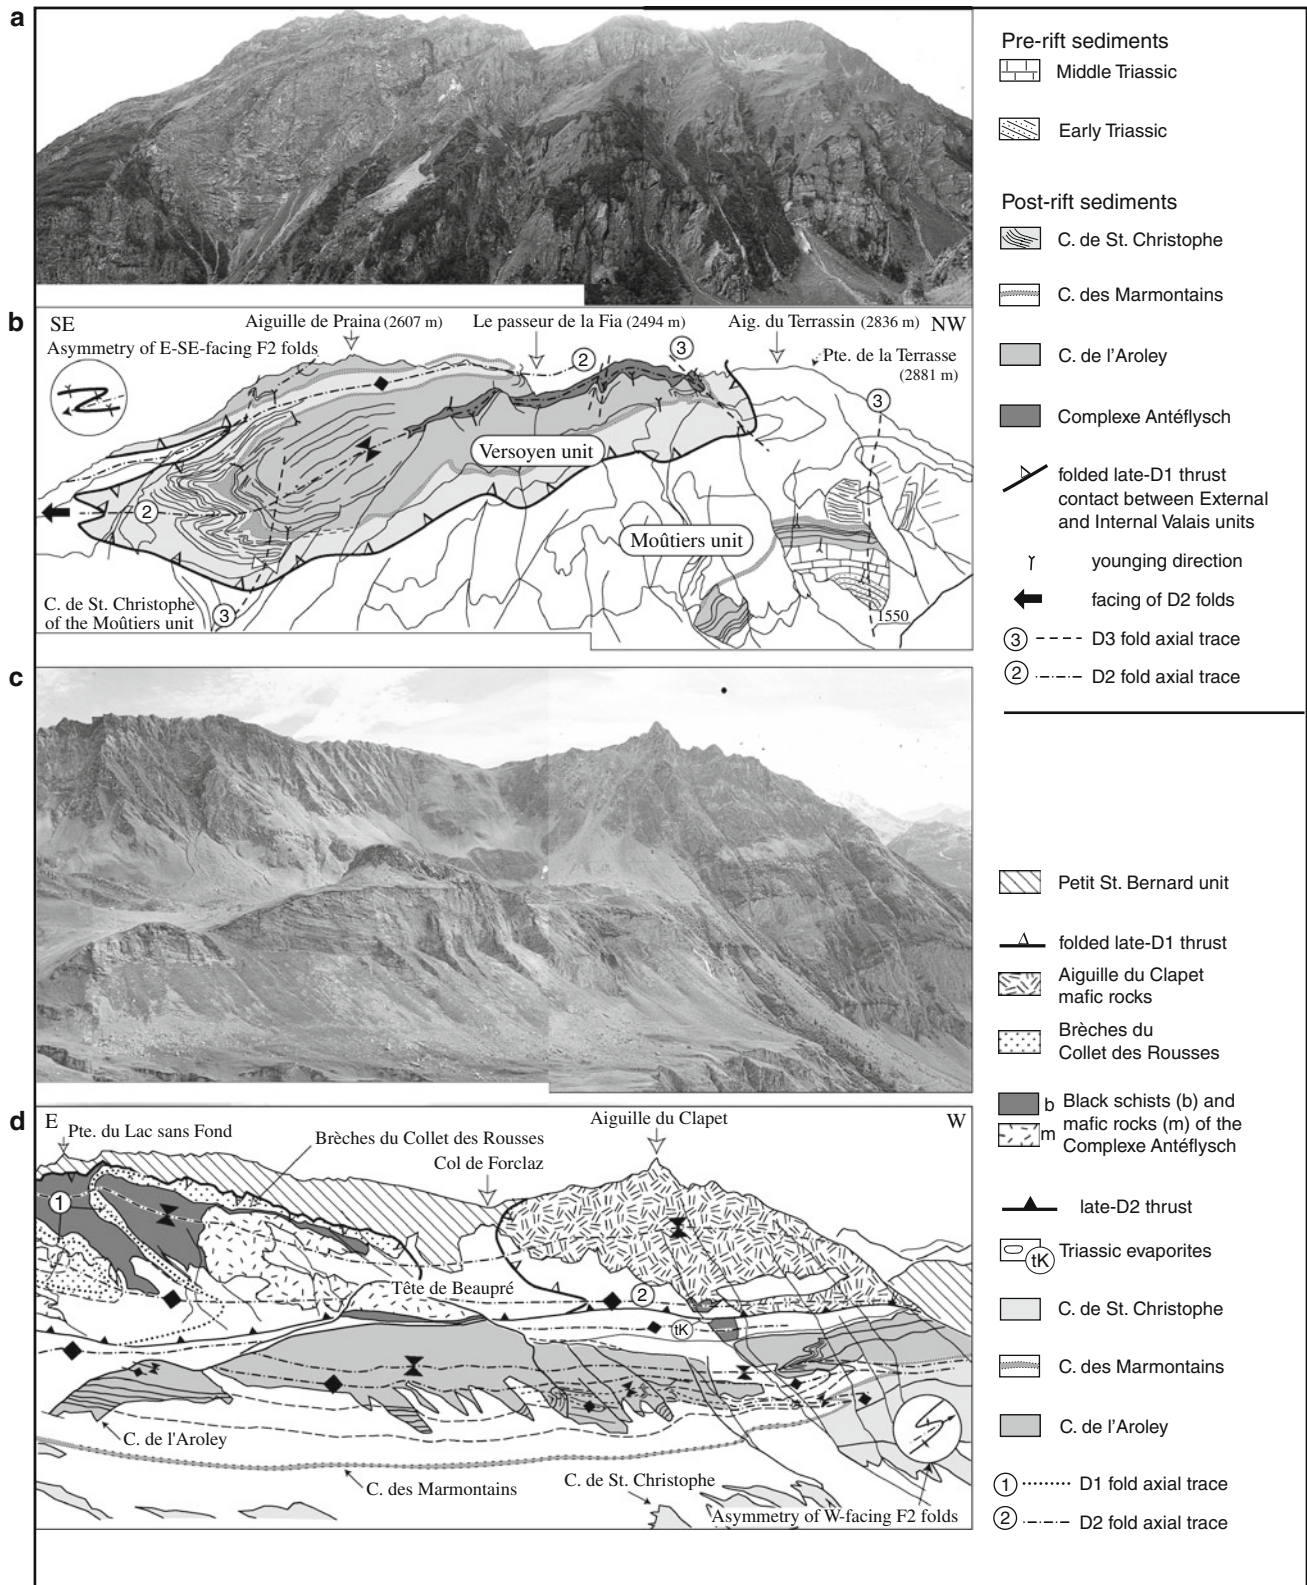 a
b
SE
Aiguille de Praina (2607 m)
Le passeur de la Fia (2494 m)
Aig. du Terrassin (2836 m)
NW
Asymmetry of E-SE-facing F2 folds
2
3
Pte. de la Terrasse
(2881 m)
3
Versoyen unit
2
Moûtiers unit
C. de St. Christophe
of the Moûtiers unit
3
1550
c
d
E
Pte. du Lac sans Fond
Brèches du Collet des Rousses
Col de Forclaz
Aiguille du Clapet
W
1
Tête de Beaupré
2
tK
C. de l'Aroley
C. des Marmontains
C. de St. Christophe
Asymmetry of W-facing F2 folds
Pre-rift sediments
Middle Triassic
Early Triassic
Post-rift sediments
C. de St. Christophe
C. des Marmontains
C. de l'Aroley
Complexe Antéflysch
folded late-D1 thrust
contact between External
and Internal Valais units
younging direction
facing of D2 folds
3 D3 fold axial trace
2 D2 fold axial trace
Petit St. Bernard unit
folded late-D1 thrust
Aiguille du Clapet
mafic rocks
Brèches du
Collet des Rousses
b Black schists (b) and
m mafic rocks (m) of the
Complexe Antéflysch
late-D2 thrust
tK Triassic evaporites
C. de St. Christophe
C. des Marmontains
C. de l'Aroley
1 D1 fold axial trace
2 D2 fold axial trace